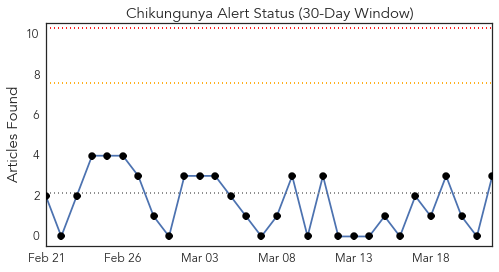 Chikungunya Alert Status (30-Day Window)
Articles Found
10
8
6
4
2
0
Feb 21
Feb 26
Mar 03
Mar 08
Mar 13
Mar 18